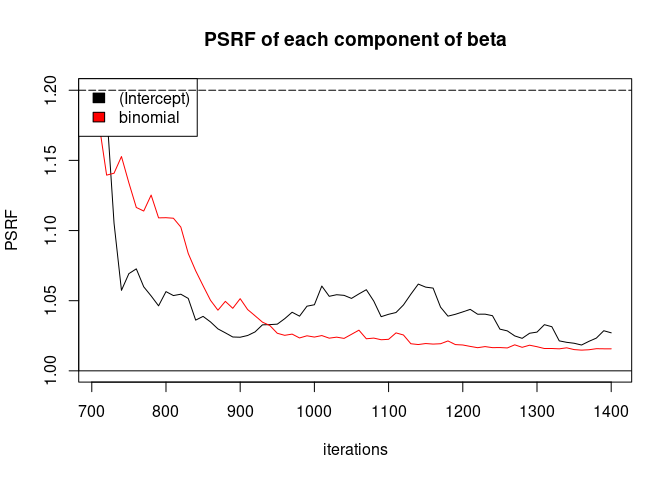 PSRF of each component of beta
(Intercept)
binomial
PSRF
1.20
1.15
1.10
1.05
1.00
700 800 900 1000 1100 1200 1300 1400
iterations